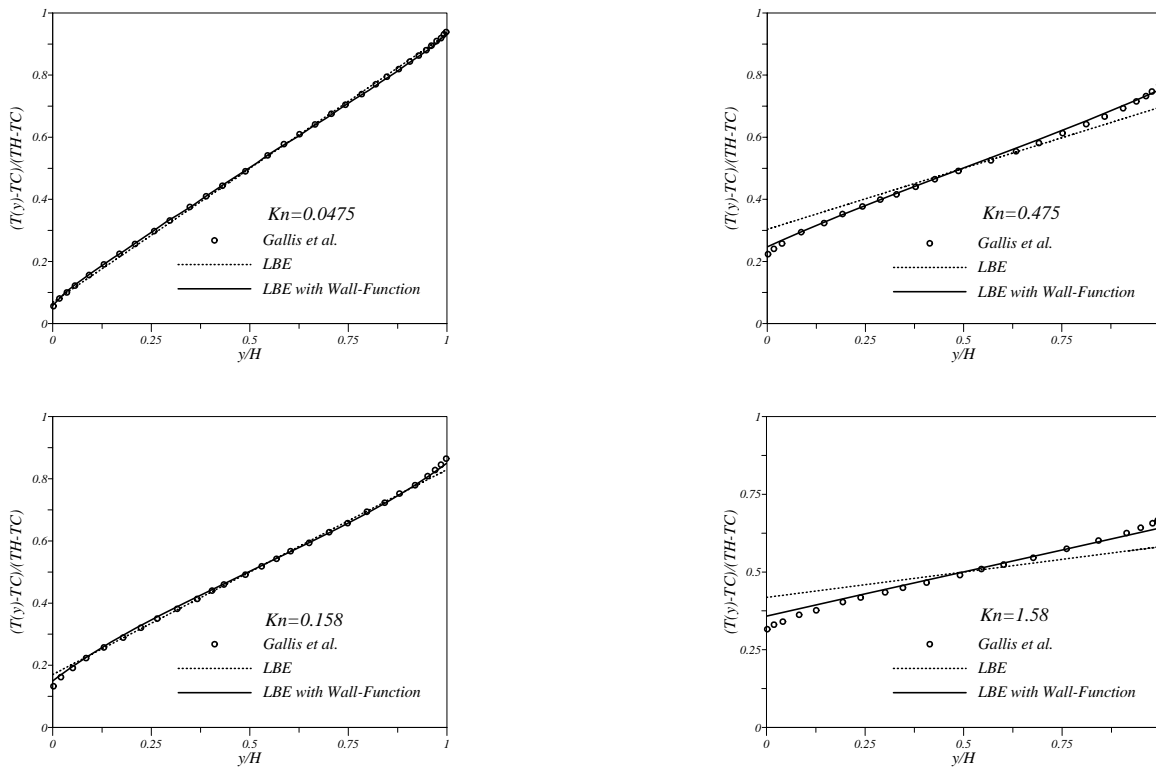 1
0.8
0.6
0.4
0.2
0
(T(y)-TC)/(TH-TC)
Kn=0.0475
Gallis et al.
LBE
LBE with Wall-Function
0 0.25 0.5 0.75 1
y/H
1
0.8
0.6
0.4
0.2
0
(T(y)-TC)/(TH-TC)
Kn=0.475
Gallis et al.
LBE
LBE with Wall-Function
0 0.25 0.5 0.75
y/H
1
0.8
0.6
0.4
0.2
0
(T(y)-TC)/(TH-TC)
Kn=0.158
Gallis et al.
LBE
LBE with Wall-Function
0 0.25 0.5 0.75 1
y/H
1
0.75
0.5
0.25
0
(T(y)-TC)/(TH-TC)
Kn=1.58
Gallis et al.
LBE
LBE with Wall-Function
0 0.25 0.5 0.75
y/H